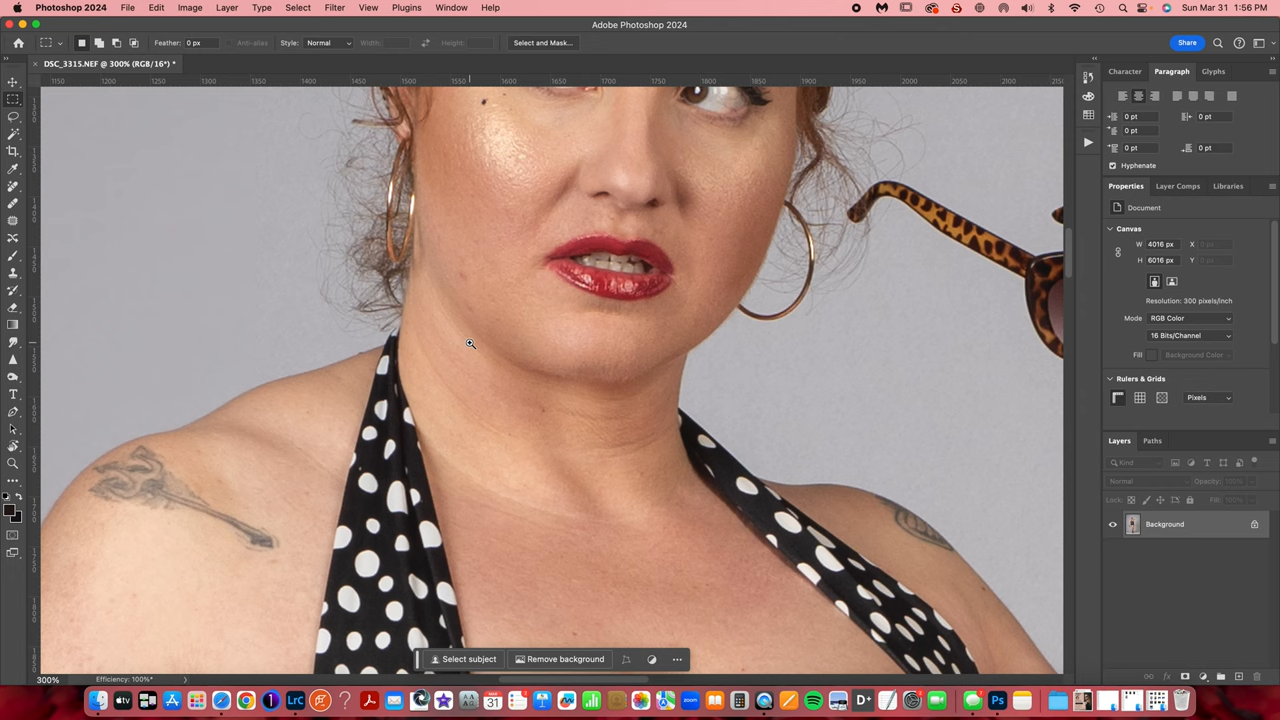 Photoshop 2024 File Edit Image Layer Type Select Filter View Plugins Window Help Sun Mar 31 1:56 PM
Adobe Photoshop 2024
Feather: 0 px Anti-alias Style: Normal Width: Height: Select and Mask... Share
DSC_3315.NEF @ 300% (RGB/16*) *
1150 1200 1250 1300 1350 1400 1450 1500 1550 1600 1650 1700 1750 1800 1850 1900 1950 2000 2050 2100
Character Paragraph Glyphs
0 pt 0 pt
0 pt
0 pt 0 pt
Hyphenate
Properties Layer Comps Libraries
Document
Canvas
W 4016 px X 0 px
H 6016 px Y 0 px
Resolution: 300 pixels/inch
Mode RGB Color
16 Bits/Channel
Fill Background Color
Rulers & Grids
Pixels
Layers Paths
Kind
Normal Opacity: 100%
Lock: Fill: 100%
Background
Select subject Remove background
300% Efficiency: 100%*